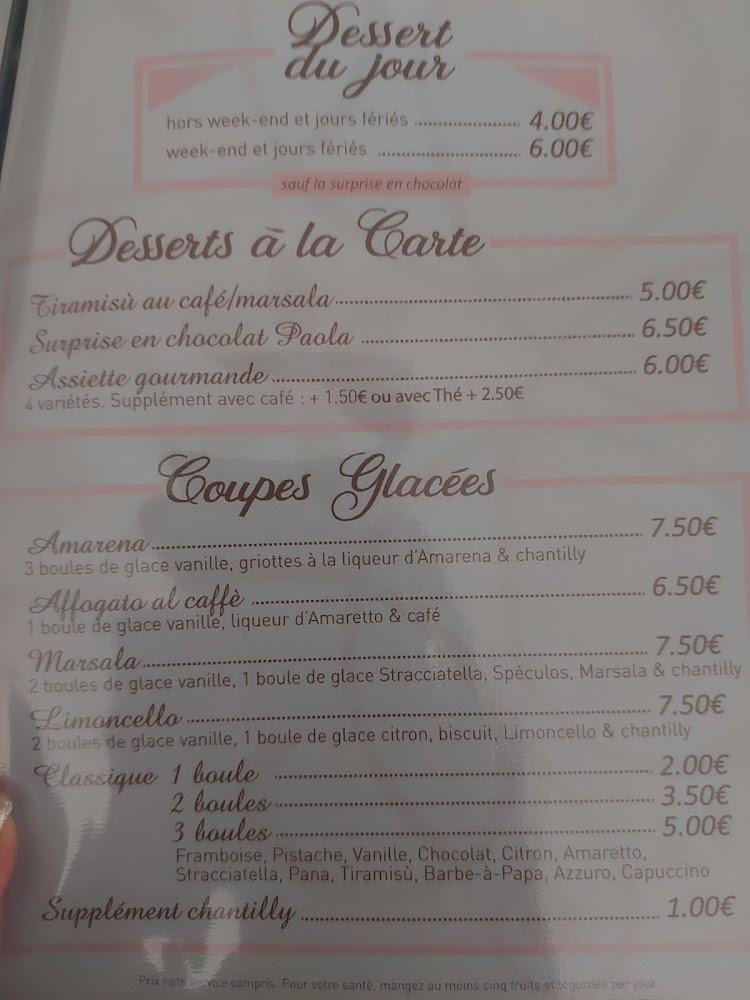 Dessert
du jour
hors week-end et jours fériés ........................ 4.00€
week-end et jours fériés ................................ 6.00€
sauf la surprise en chocolat
Desserts à la Carte
Tiramisù au café/marsala ........................ 5.00€
Surprise en chocolat Paola ........................ 6.50€
Assiette gourmande ........................ 6.00€
4 variétés. Supplément avec café : + 1.50€ ou avec Thé + 2.50€
Coupes Glacées
Amarena ........................ 7.50€
3 boules de glace vanille, griottes à la liqueur d'Amarena & chantilly
Affogato al caffè ........................ 6.50€
1 boule de glace vanille, liqueur d'Amaretto & café
Marsala ........................ 7.50€
2 boules de glace vanille, 1 boule de glace Stracciatella, Spéculos, Marsala & chantilly
Limoncello ........................ 7.50€
2 boules de glace vanille, 1 boule de glace citron, biscuit, Limoncello & chantilly
Classique 1 boule ........................ 2.00€
2 boules ........................ 3.50€
3 boules ........................ 5.00€
Framboise, Pistache, Vanille, Chocolat, Citron, Amaretto,
Stracciatella, Pana, Tiramisù, Barbe-à-Papa, Azzuro, Capuccino
Supplément chantilly ........................ 1.00€
Prix nets service compris. Pour votre santé, mangez au moins cinq fruits et légumes par jour